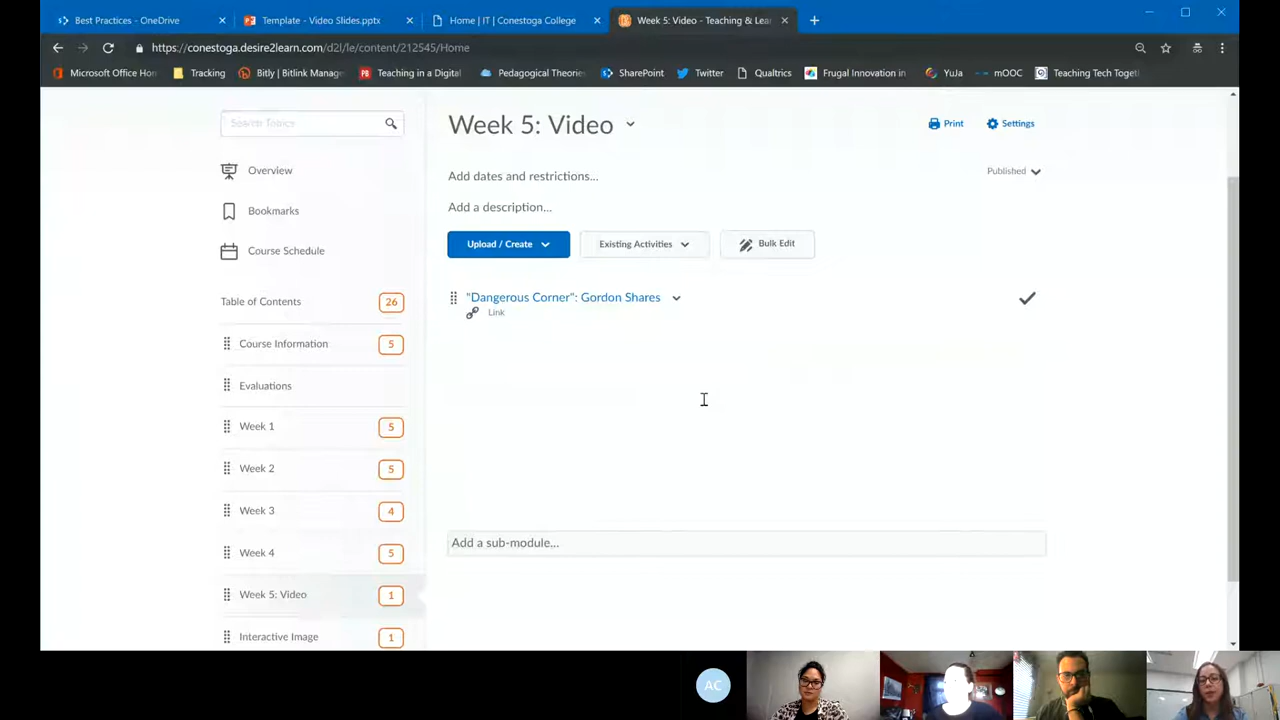 Best Practices - OneDrive
Template - Video Slides.pptx
Home | IT | Conestoga College
Week 5: Video - Teaching & Lear
https://conestoga.desire2learn.com/d2l/le/content/212545/Home
Microsoft Office Hom
Tracking
Bitly | Bitlink Manage
Teaching in a Digital
Pedagogical Theories
SharePoint
Twitter
Qualtrics
Frugal Innovation in
YuJa
mOOC
Teaching Tech Toget
Search Topics
Week 5: Video
Print
Settings
Overview
Add dates and restrictions...
Published
Bookmarks
Add a description...
Upload / Create
Existing Activities
Bulk Edit
Course Schedule
Table of Contents 26
"Dangerous Corner": Gordon Shares
Link
Course Information 5
Evaluations
Week 1 5
Week 2 5
Week 3 4
Week 4 5
Add a sub-module...
Week 5: Video 1
Interactive Image 1
AC